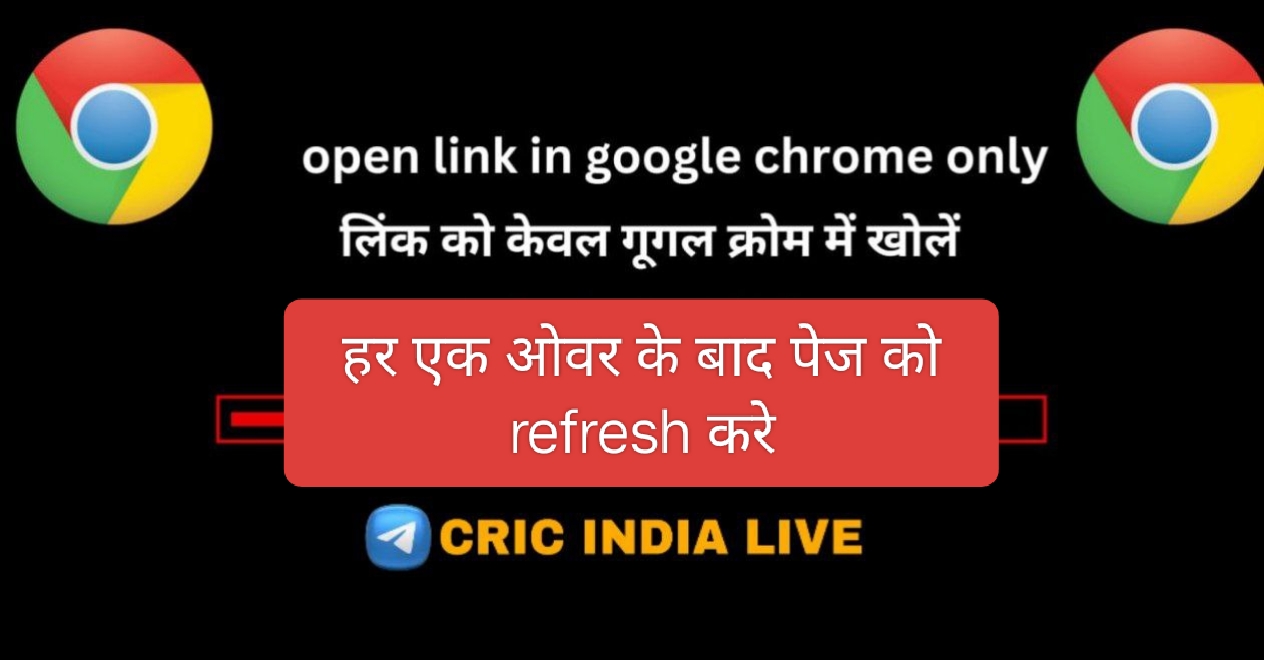 open link in google chrome only
लिंक को केवल गूगल क्रोम में खोलें
हर एक ओवर के बाद पेज को
refresh करे
CRIC INDIA LIVE